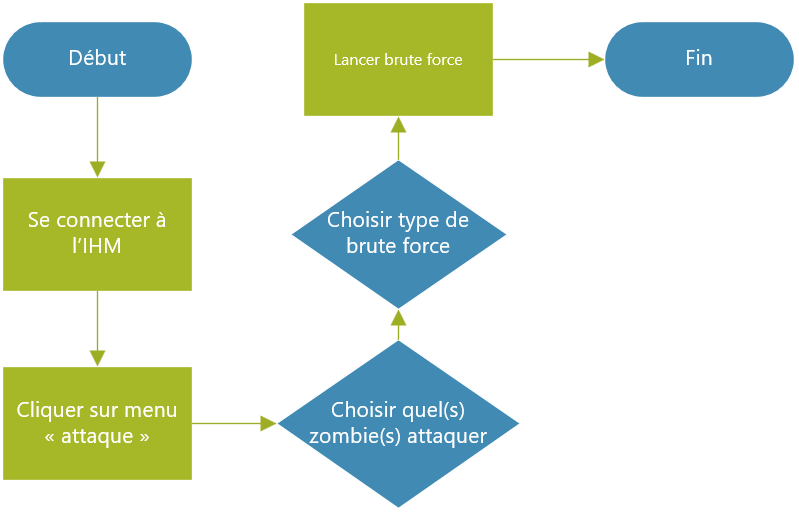 Début
Se connecter à
l’IHM
Cliquer sur menu
« attaque »
Choisir quel(s)
zombie(s) attaquer
Choisir type de
brute force
Lancer brute force
Fin